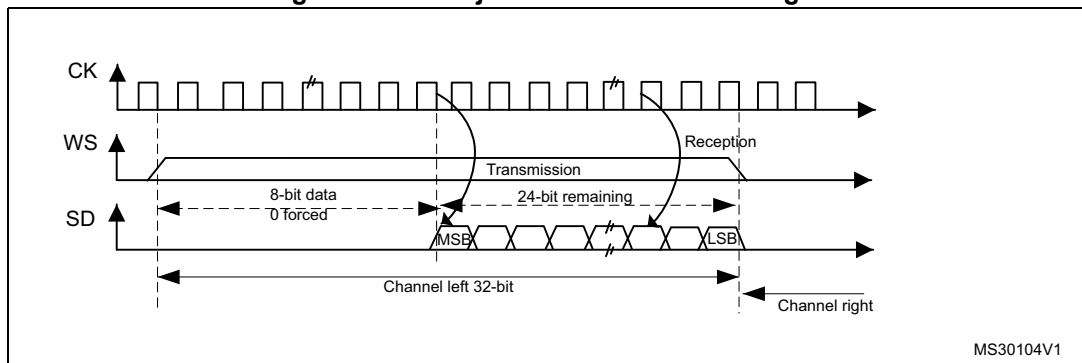 CK
WS
Reception
Transmission
8-bit data
0 forced
24-bit remaining
SD
MSB
LSB
Channel left 32-bit
Channel right
MS30104V1